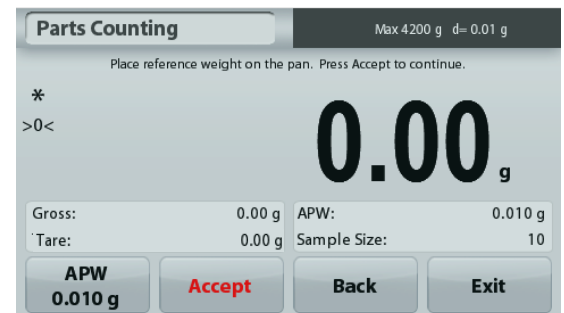 Parts Counting
Max 4200 g d= 0.01 g
Place reference weight on the pan. Press Accept to continue.
*
>0<
0.00 g
Gross: 0.00 g APW: 0.010 g
Tare: 0.00 g Sample Size: 10
APW
0.010 g
Accept
Back
Exit